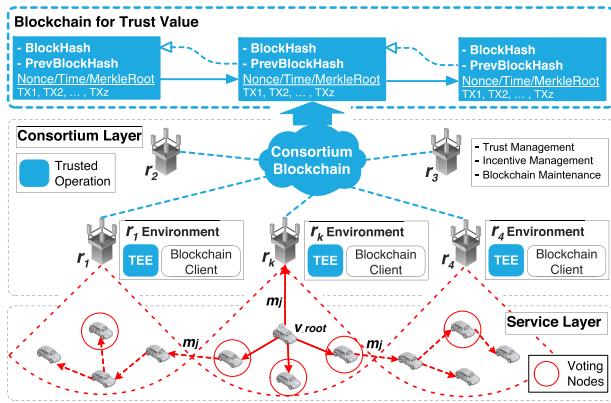 Blockchain for Trust Value
- BlockHash
- PrevBlockHash
Nonce/Time/MerkleRoot
TX1, TX2, ... , TXz
- BlockHash
- PrevBlockHash
Nonce/Time/MerkleRoot
TX1, TX2, ... , TXz
- BlockHash
- PrevBlockHash
Nonce/Time/MerkleRoot
TX1, TX2, ... , TXz
Consortium Layer
Trusted
Operation
r2
Consortium
Blockchain
r3
- Trust Management
- Incentive Management
- Blockchain Maintenance
r1
r1 Environment
TEE
Blockchain
Client
rk
rk Environment
TEE
Blockchain
Client
r4
r4 Environment
TEE
Blockchain
Client
mj
v root
mj
mj
Service Layer
Voting
Nodes